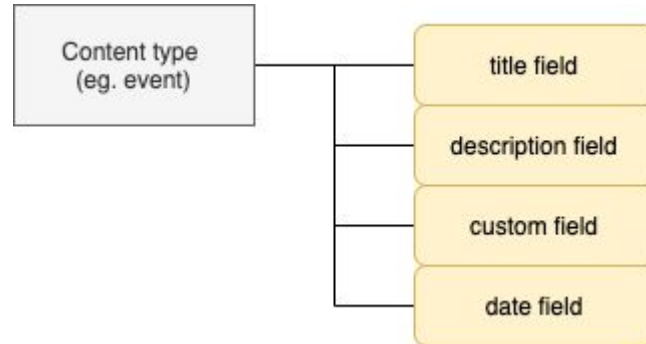 Content type
(eg. event)
title field
description field
custom field
date field